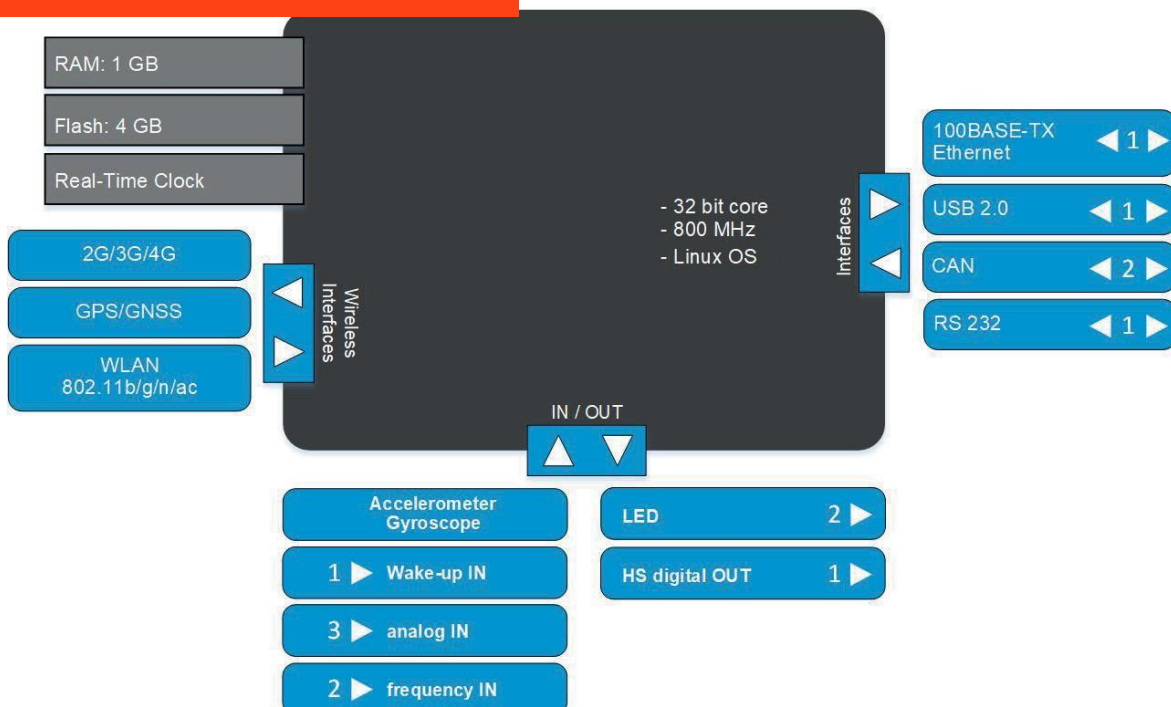 RAM: 1 GB
Flash: 4 GB
Real-Time Clock
2G/3G/4G
GPS/GNSS
WLAN
802.11b/g/n/ac
Wireless
Interfaces
- 32 bit core
- 800 MHz
- Linux OS
Interfaces
100BASE-TX
Ethernet
1
USB 2.0 1
CAN 2
RS 232 1
IN / OUT
Accelerometer
Gyroscope
1 Wake-up IN
3 analog IN
2 frequency IN
LED 2
HS digital OUT 1